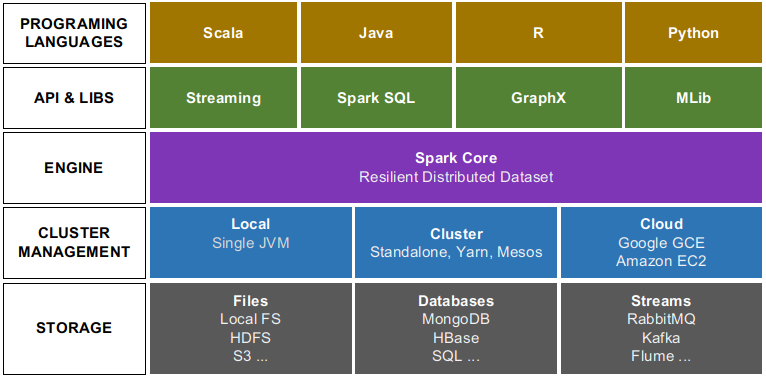 PROGRAMING
LANGUAGES
Scala
Java
R
Python
API & LIBS
Streaming
Spark SQL
GraphX
MLib
ENGINE
Spark Core
Resilient Distributed Dataset
CLUSTER
MANAGEMENT
Local
Single JVM
Cluster
Standalone, Yarn, Mesos
Cloud
Google GCE
Amazon EC2
STORAGE
Files
Local FS
HDFS
S3 ...
Databases
MongoDB
HBase
SQL ...
Streams
RabbitMQ
Kafka
Flume ...